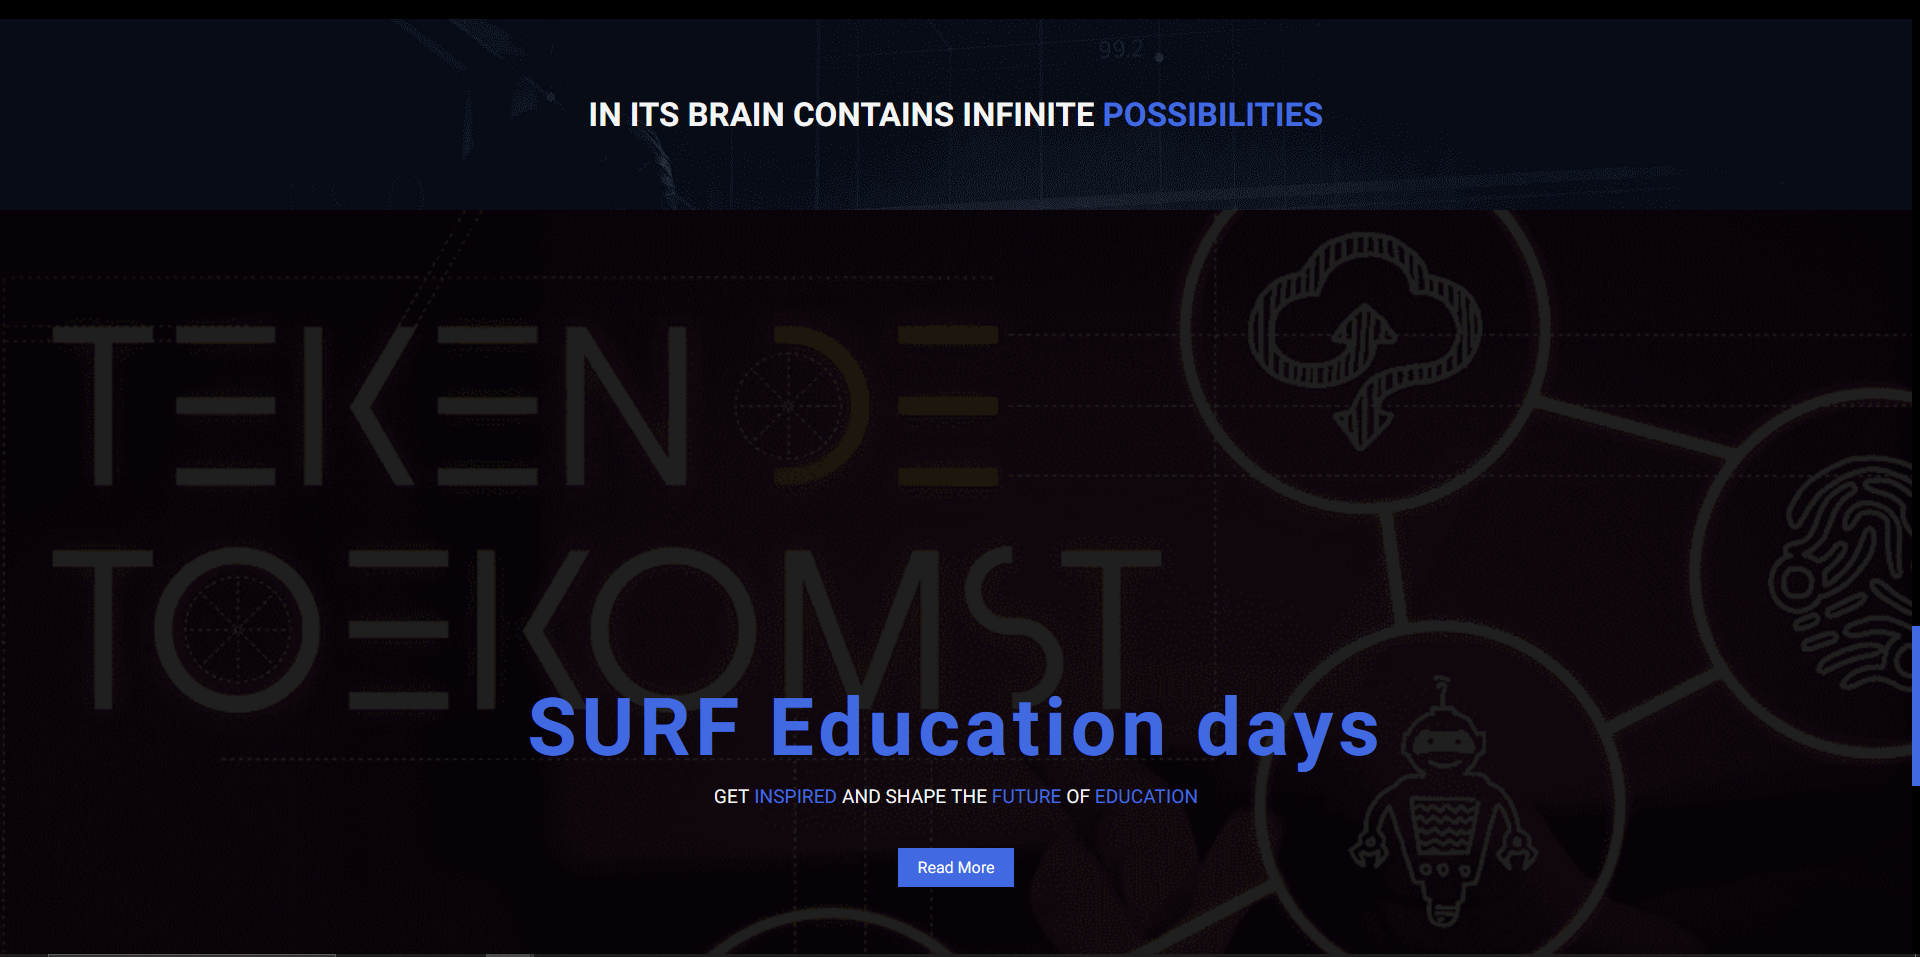 99.2
IN ITS BRAIN CONTAINS INFINITE POSSIBILITIES
TEKEN DE
TOEKOMST
SURF Education days
GET INSPIRED AND SHAPE THE FUTURE OF EDUCATION
Read More